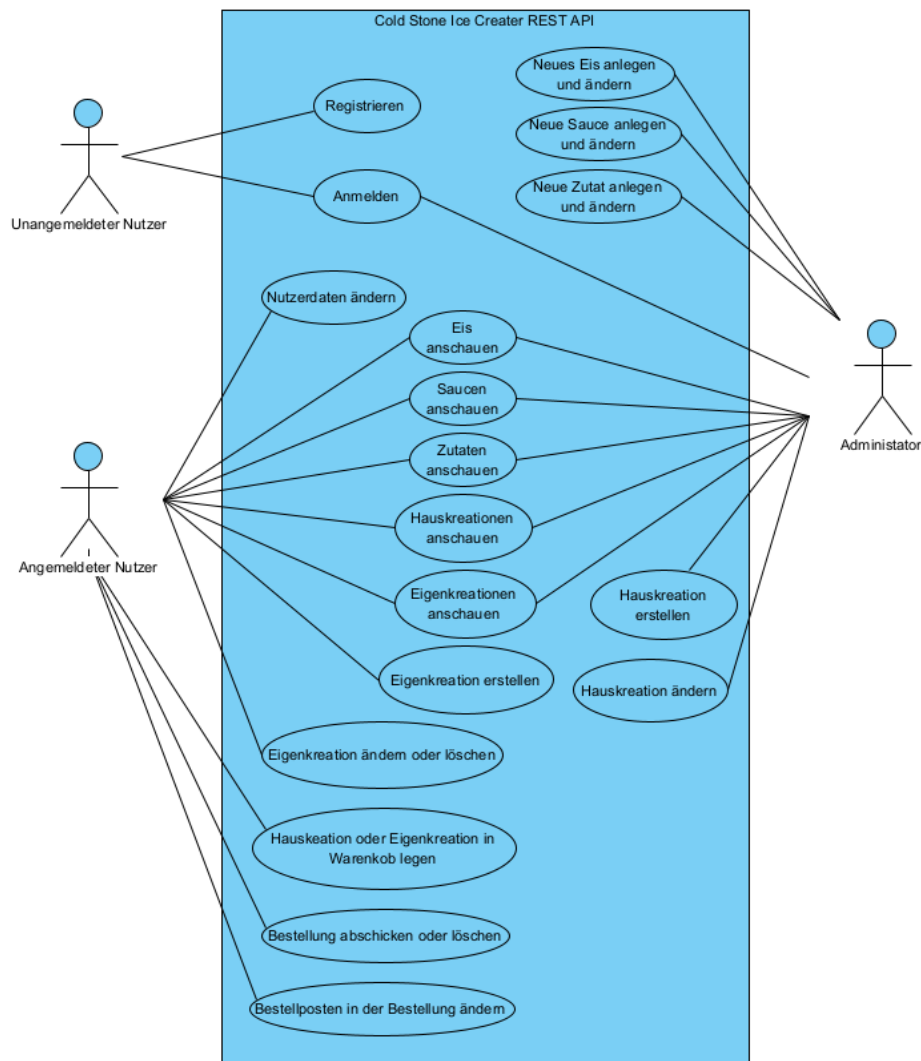 Cold Stone Ice Creater REST API
Neues Eis anlegen
und ändern
Registrieren
Neue Sauce anlegen
und ändern
Anmelden
Neue Zutat anlegen
und ändern
Unangemeldeter Nutzer
Nutzerdaten ändern
Eis
anschauen
Saucen
anschauen
Administator
Zutaten
anschauen
Hauskreationen
anschauen
Angemeldeter Nutzer
Eigenkreationen
anschauen
Hauskreation
erstellen
Eigenkreation erstellen
Hauskreation ändern
Eigenkreation ändern oder löschen
Hauskeation oder Eigenkreation in
Warenkob legen
Bestellung abschicken oder löschen
Bestellposten in der Bestellung ändern